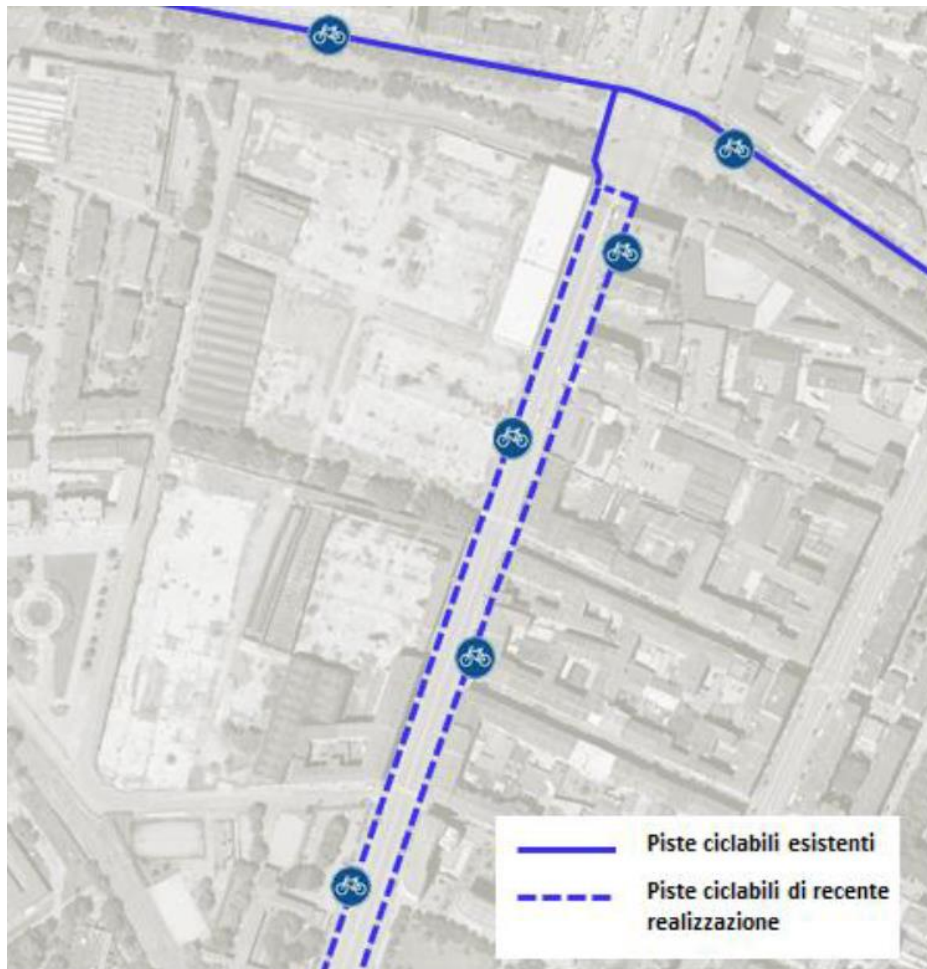 Piste ciclabili esistenti
Piste ciclabili di recente
realizzazione